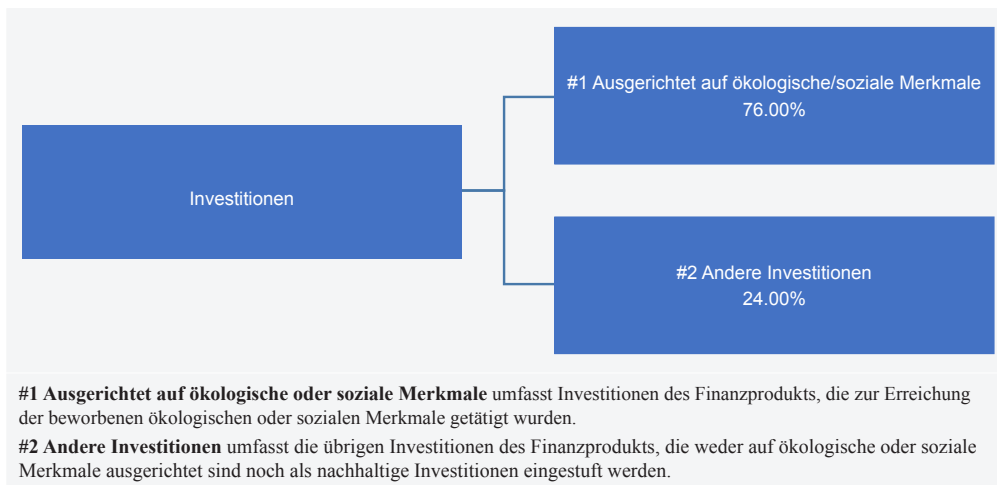 #1 Ausgerichtet auf ökologische/soziale Merkmale
76.00%
Investitionen
#2 Andere Investitionen
24.00%
#1 Ausgerichtet auf ökologische oder soziale Merkmale umfasst Investitionen des Finanzprodukts, die zur Erreichung
der beworbenen ökologischen oder sozialen Merkmale getätigt wurden.
#2 Andere Investitionen umfasst die übrigen Investitionen des Finanzprodukts, die weder auf ökologische oder soziale
Merkmale ausgerichtet sind noch als nachhaltige Investitionen eingestuft werden.